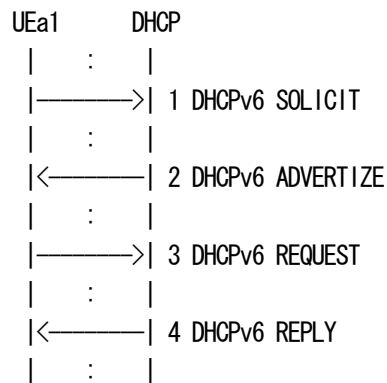 UEa1 DHCP
| : |
|--------->| 1 DHCPv6 SOLICIT
| : |
|<---------| 2 DHCPv6 ADVERTIZE
| : |
|--------->| 3 DHCPv6 REQUEST
| : |
|<---------| 4 DHCPv6 REPLY
| : |